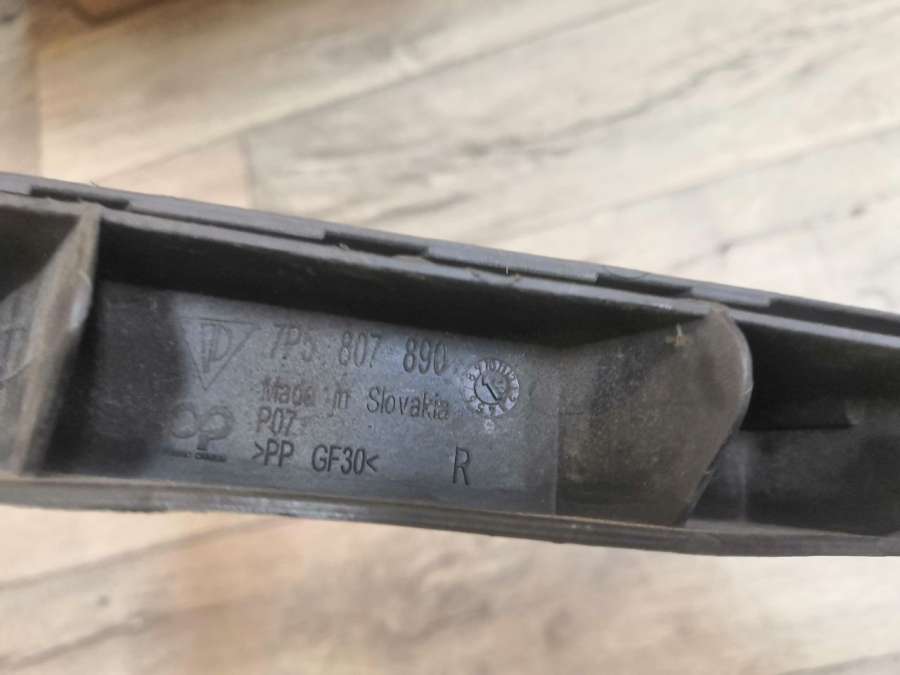 7P5 807 890
Made in Slovakia
P07
>PP GF30<
R